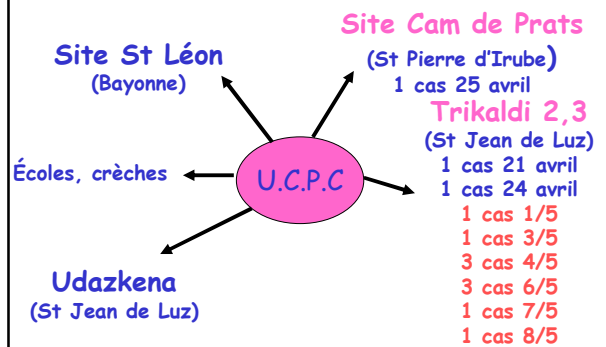 Site Cam de Prats
(St Pierre d'Irube)
1 cas 25 avril
Site St Léon
(Bayonne)
Trikaldi 2,3
(St Jean de Luz)
1 cas 21 avril
1 cas 24 avril
1 cas 1/5
1 cas 3/5
3 cas 4/5
3 cas 6/5
1 cas 7/5
1 cas 8/5
Écoles, crèches
U.C.P.C
Udazkena
(St Jean de Luz)